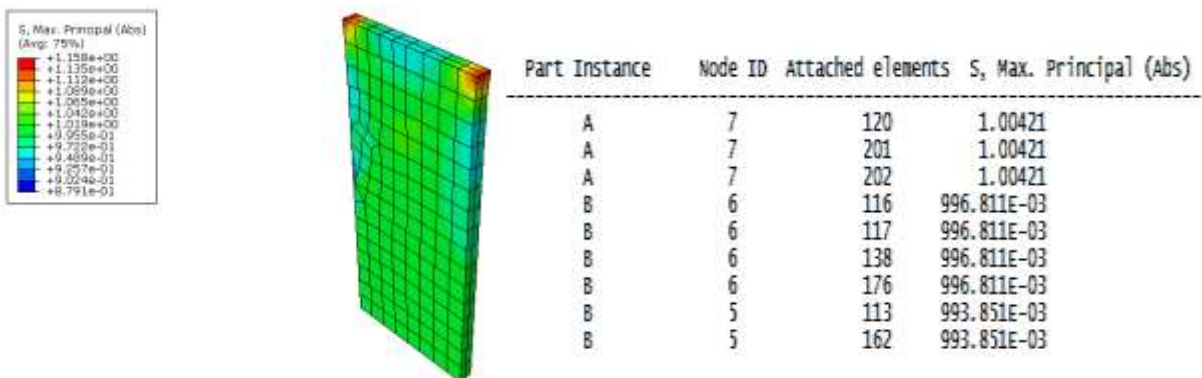 S, Max. Principal (Abs)
(Avg: 75%)
+1.158e+00
+1.135e+00
+1.112e+00
+1.089e+00
+1.065e+00
+1.042e+00
+1.019e+00
+9.955e-01
+9.722e-01
+9.489e-01
+9.257e-01
+9.024e-01
+8.791e-01
Part Instance Node ID Attached elements S, Max. Principal (Abs)
A 7 120 1.00421
A 7 201 1.00421
A 7 202 1.00421
B 6 116 996.811E-03
B 6 117 996.811E-03
B 6 138 996.811E-03
B 6 176 996.811E-03
B 5 113 993.851E-03
B 5 162 993.851E-03